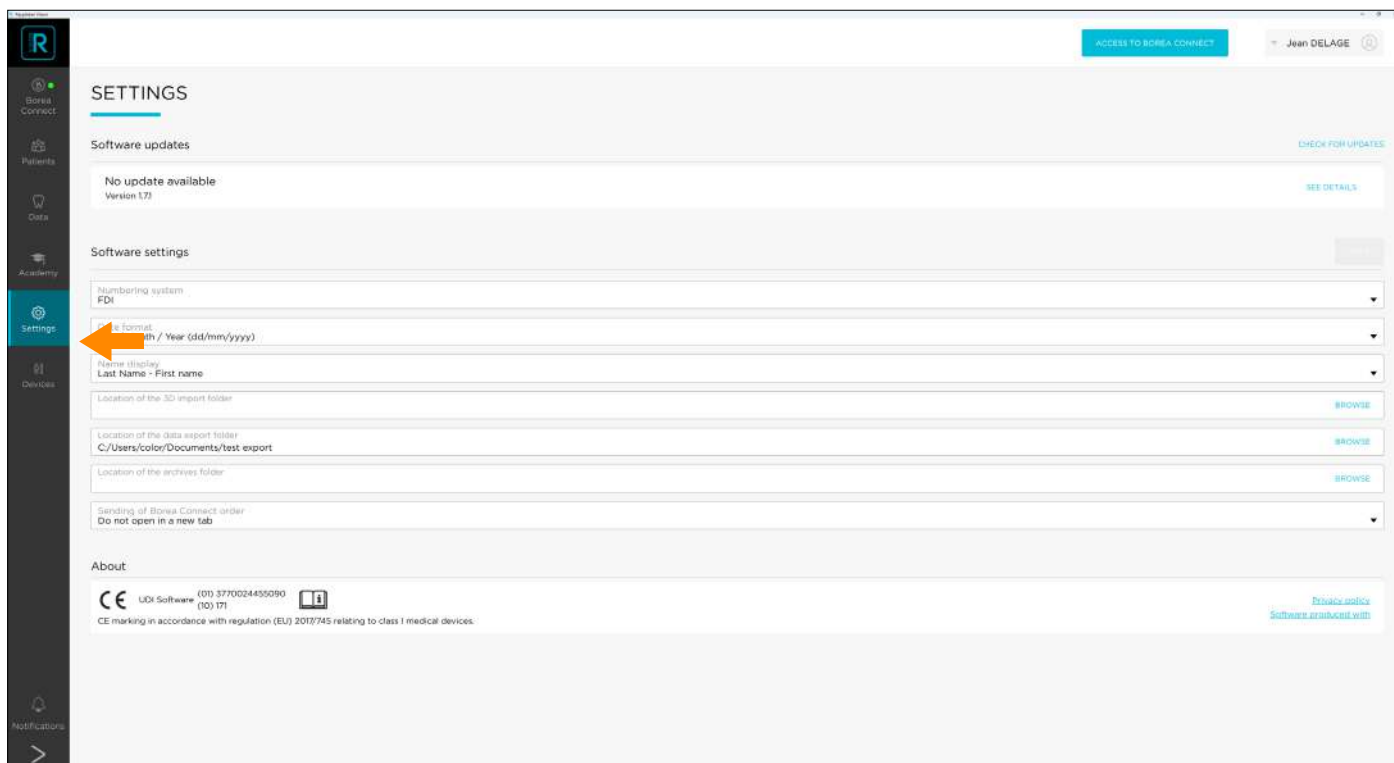 R
ACCESS TO BOREA CONNECT
Jean DELAGE
Borea
Connect
Patients
Data
Academy
Settings
Devices
Notifications
SETTINGS
Software updates
CHECK FOR UPDATES
No update available
Version 1.7.1
SEE DETAILS
Software settings
Numbering system
FDI
format
/ Year (dd/mm/yyyy)
Name display
Last Name - First name
Location of the 3D import folder
BROWSE
Location of the data export folder
C:/Users/color/Documents/test export
BROWSE
Location of the archives folder
BROWSE
Sending of Borea Connect order
Do not open in a new tab
About
CE UDI Software (01) 3770024455090
(10) 171
i
CE marking in accordance with regulation (EU) 2017/745 relating to class I medical devices.
Privacy policy
Software produced with